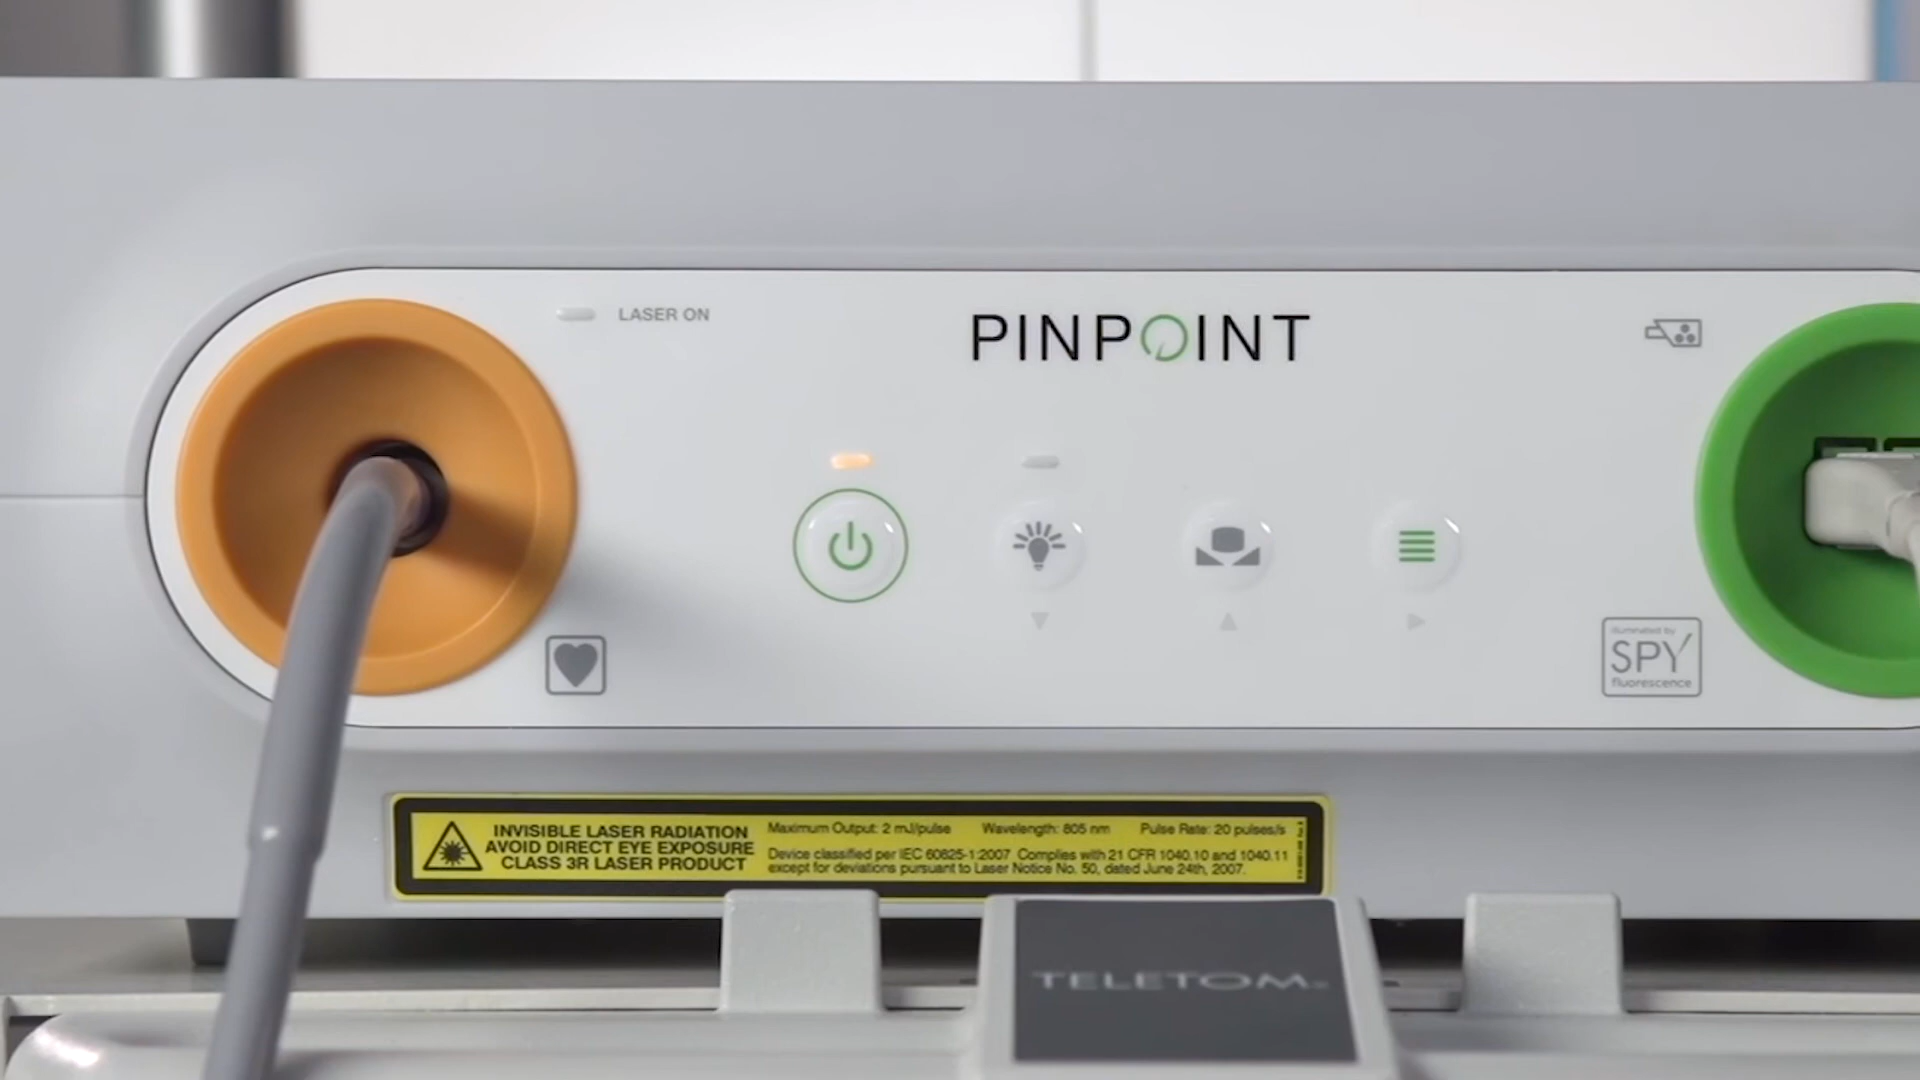 LASER ON
PINPOINT
illuminated by
SPY
fluorescence
INVISIBLE LASER RADIATION
AVOID DIRECT EYE EXPOSURE
CLASS 3R LASER PRODUCT
Maximum Output: 2 mJ/pulse Wavelength: 805 nm Pulse Rate: 20 pulses/s
Device classified per IEC 60825-1:2007 Complies with 21 CFR 1040.10 and 1040.11
except for deviations pursuant to Laser Notice No. 50, dated June 24th, 2007.
TELETOM